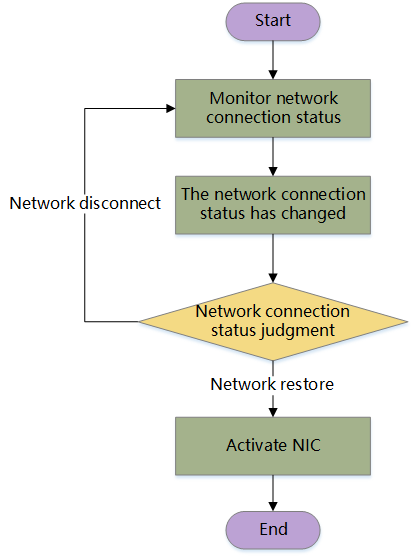 Start
Monitor network
connection status
The network connection
status has changed
Network disconnect
Network connection
status judgment
Network restore
Activate NIC
End